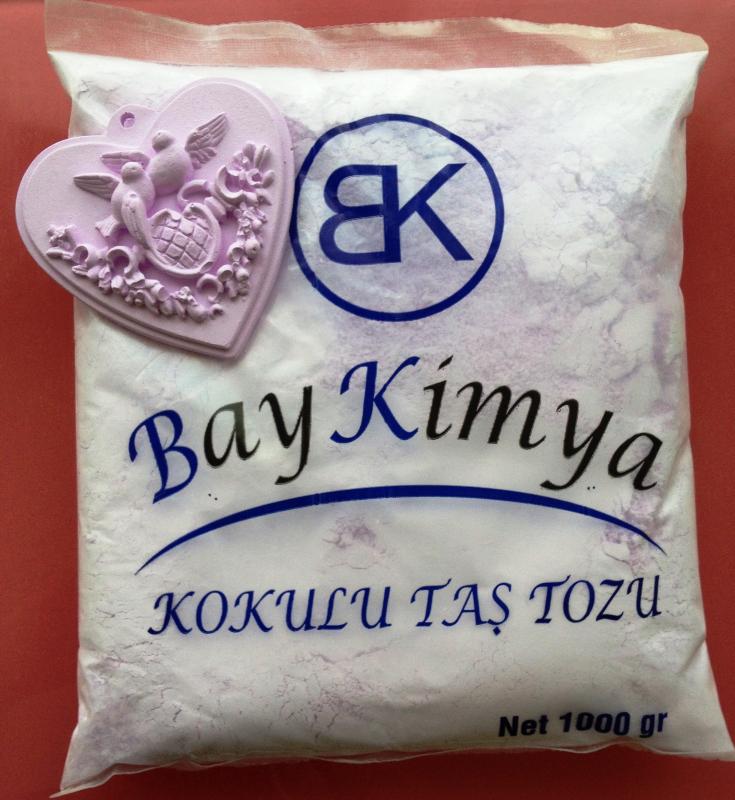 BK
Bay Kimya
KOKULU TAŞ TOZU
Net 1000 gr